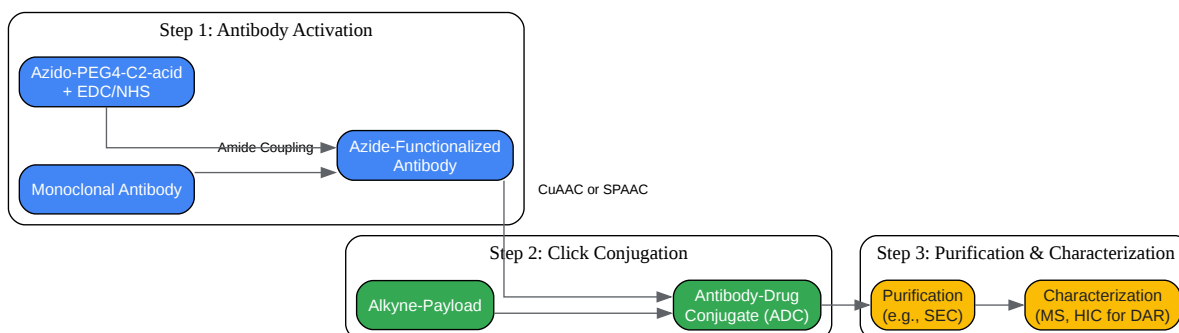 Step 1: Antibody Activation
Azido-PEG4-C2-acid
+ EDC/NHS
Amide Coupling
Azide-Functionalized
Antibody
Monoclonal Antibody
CuAAC or SPAAC
Step 2: Click Conjugation
Alkyne-Payload
Antibody-Drug
Conjugate (ADC)
Step 3: Purification & Characterization
Purification
(e.g., SEC)
Characterization
(MS, HIC for DAR)